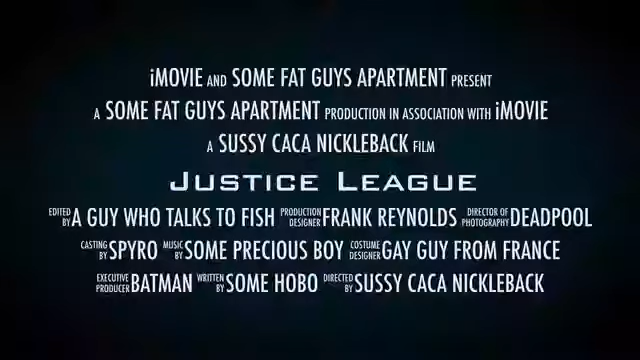 iMOVIE AND SOME FAT GUYS APARTMENT PRESENT
A SOME FAT GUYS APARTMENT PRODUCTION IN ASSOCIATION WITH iMOVIE
A SUSSY CACA NICKLEBACK FILM
JUSTICE LEAGUE
EDITED BY A GUY WHO TALKS TO FISH PRODUCTION DESIGNER FRANK REYNOLDS DIRECTOR OF PHOTOGRAPHY DEADPOOL
CASTING BY SPYRO MUSIC BY SOME PRECIOUS BOY COSTUME DESIGNER GAY GUY FROM FRANCE
EXECUTIVE PRODUCER BATMAN WRITTEN BY SOME HOBO DIRECTED BY SUSSY CACA NICKLEBACK